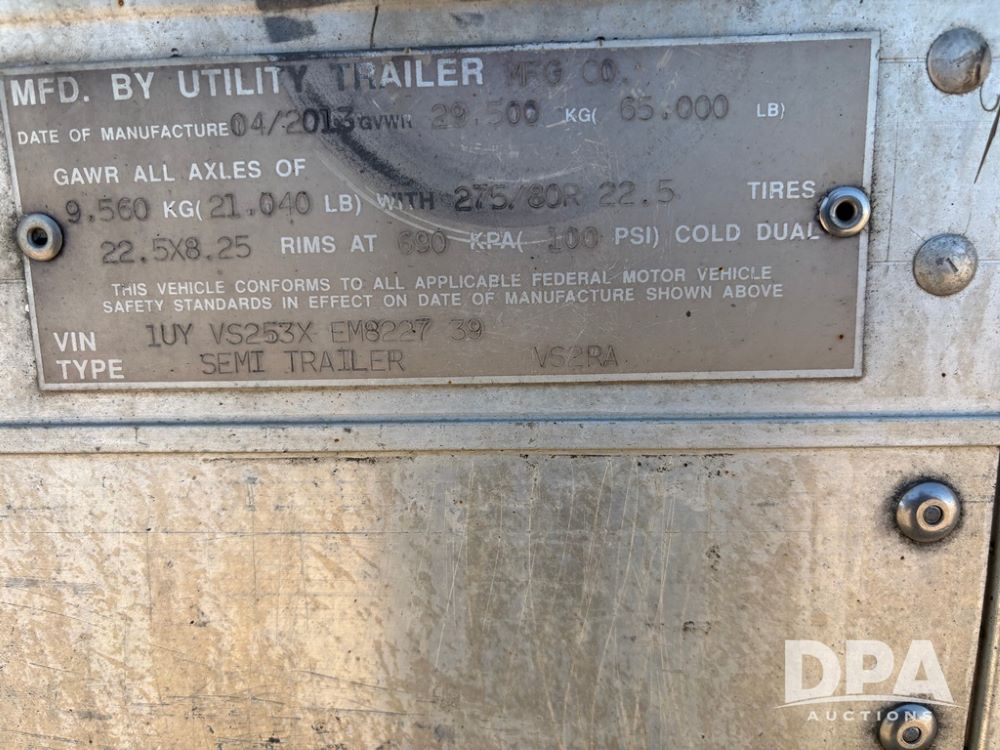 MFD. BY UTILITY TRAILER MFG CO.
DATE OF MANUFACTURE 04/2013 GVWR 29.500 KG( 65.000 LB)
GAWR ALL AXLES OF
9.560 KG( 21.040 LB) WITH 275/80R 22.5 TIRES
22.5X8.25 RIMS AT 690 KPA( 100 PSI) COLD DUAL
THIS VEHICLE CONFORMS TO ALL APPLICABLE FEDERAL MOTOR VEHICLE
SAFETY STANDARDS IN EFFECT ON DATE OF MANUFACTURE SHOWN ABOVE
VIN 1UY VS253X EM8227 39
TYPE SEMI TRAILER VS2RA
DPA
AUCTIONS